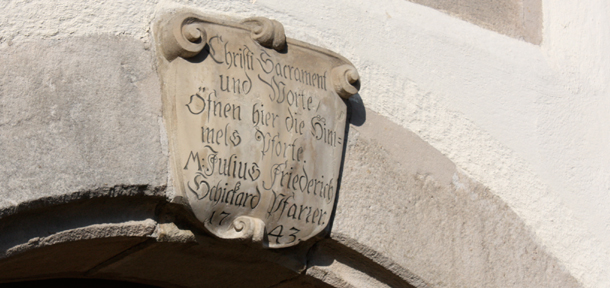 Christi Sacrament
und Worte/
Öfnen hier die Him=
mels Pforte.
M. Julius Friederich
Schickard Pfarrer
17 43.